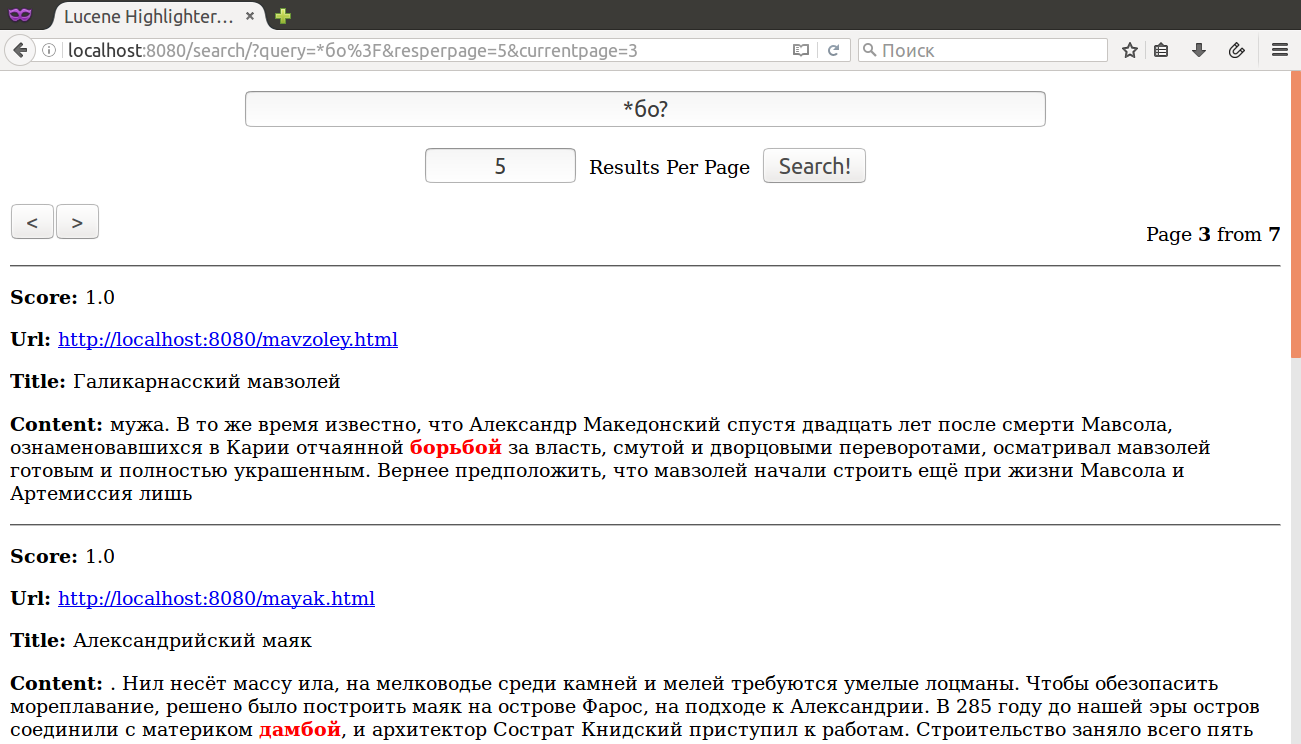 Lucene Highlighter...
localhost:8080/search/?query=*бо%3F&resperpage=5&currentpage=3
Поиск
*бо?
5 Results Per Page Search!
< >
Page 3 from 7
Score: 1.0
Url: http://localhost:8080/mavzoley.html
Title: Галикарнасский мавзолей
Content: мужа. В то же время известно, что Александр Македонский спустя двадцать лет после смерти Мавсола,
ознаменовавшихся в Карии отчаянной борьбой за власть, смутой и дворцовыми переворотами, осматривал мавзолей
готовым и полностью украшенным. Вернее предположить, что мавзолей начали строить ещё при жизни Мавсола и
Артемиссия лишь
Score: 1.0
Url: http://localhost:8080/mayak.html
Title: Александрийский маяк
Content: . Нил несёт массу ила, на мелководье среди камней и мелей требуются умелые лоцманы. Чтобы обезопасить
мореплавание, решено было построить маяк на острове Фарос, на подходе к Александрии. В 285 году до нашей эры остров
соединили с материком дамбой, и архитектор Сострат Книдский приступил к работам. Строительство заняло всего пять